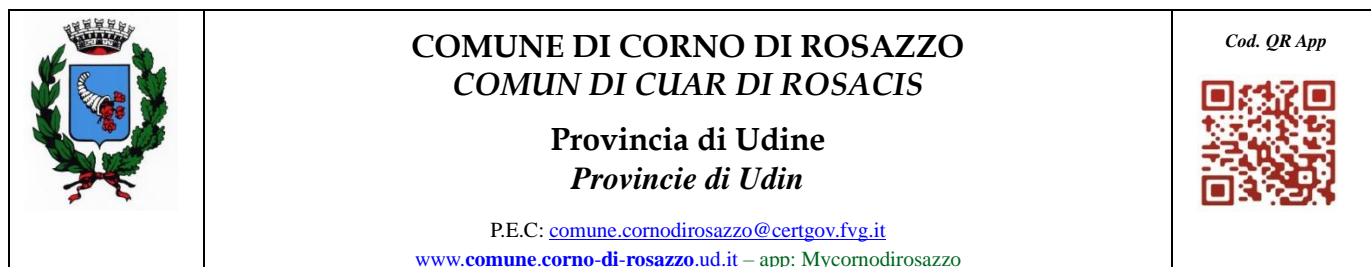 COMUNE DI CORNO DI ROSAZZO
COMUN DI CUAR DI ROSACIS
Provincia di Udine
Provincie di Udin
P.E.C: comune.cornodirosazzo@certgov.fvg.it
www.comune.corno-di-rosazzo.ud.it – app: Mycornodirosazzo
Cod. QR App